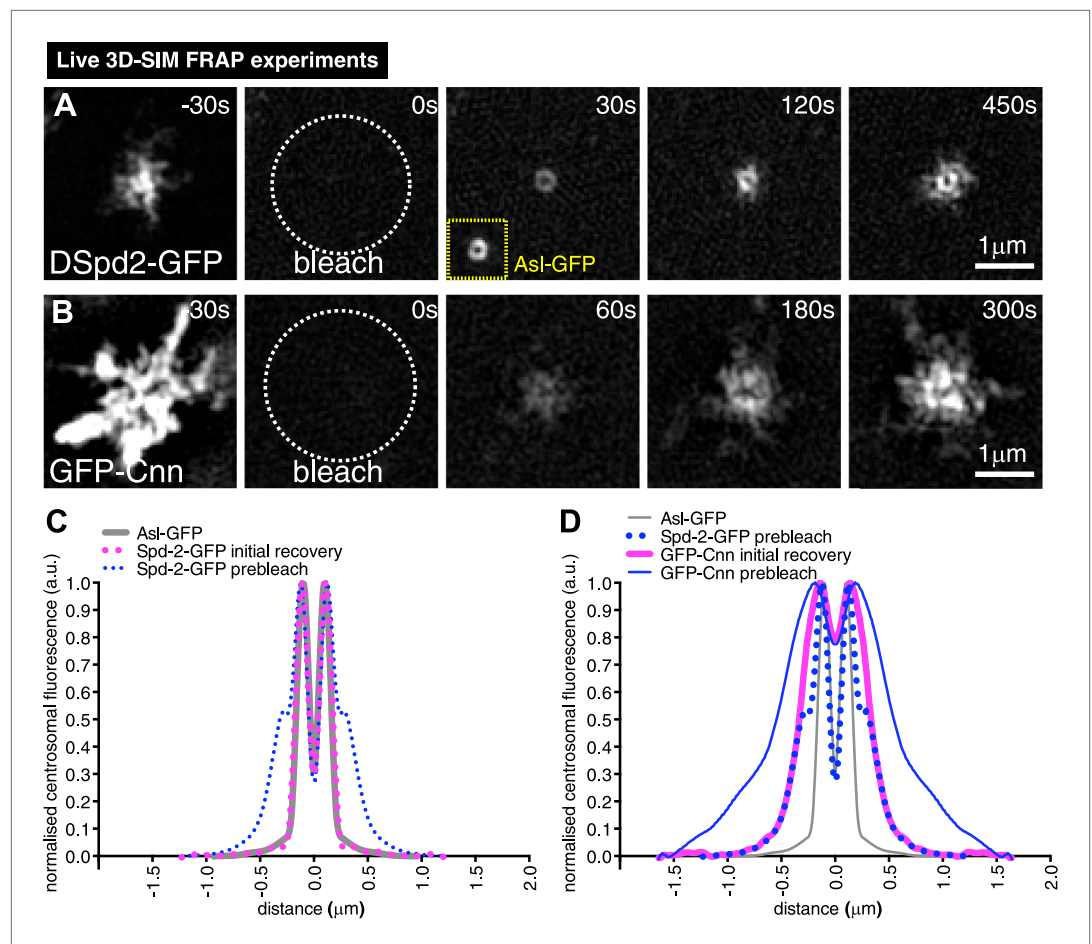 Live 3D-SIM FRAP experiments
A
-30s
0s
30s
120s
450s
DSpd2-GFP
bleach
Asl-GFP
1μm
B
-30s
0s
60s
180s
300s
GFP-Cnn
bleach
1μm
C
Asl-GFP
Spd-2-GFP initial recovery
Spd-2-GFP prebleach
normalised centrosomal fluorescence (a.u.)
1.0
0.9
0.8
0.7
0.6
0.5
0.4
0.3
0.2
0.1
0.0
-1.5
-1.0
-0.5
0.0
0.5
1.0
1.5
2.0
distance (μm)
D
Asl-GFP
Spd-2-GFP prebleach
GFP-Cnn initial recovery
GFP-Cnn prebleach
normalised centrosomal fluorescence (a.u.)
1.0
0.9
0.8
0.7
0.6
0.5
0.4
0.3
0.2
0.1
0.0
-1.5
-1.0
-0.5
0.0
0.5
1.0
1.5
2.0
distance (μm)